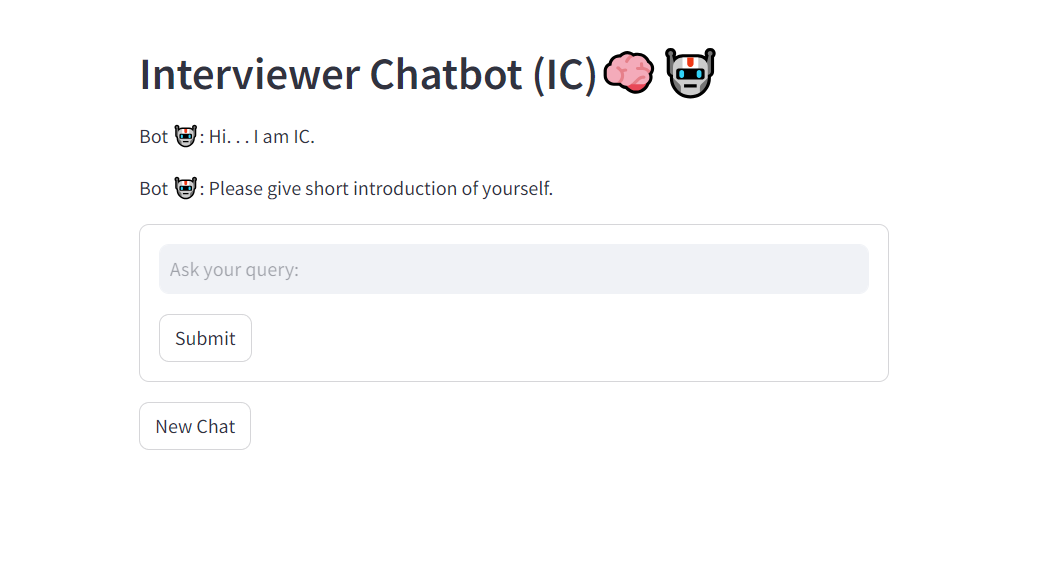 Interviewer Chatbot (IC)🧠🤖
Bot 🤖: Hi. . . I am IC.
Bot 🤖: Please give short introduction of yourself.
Ask your query:
Submit
New Chat